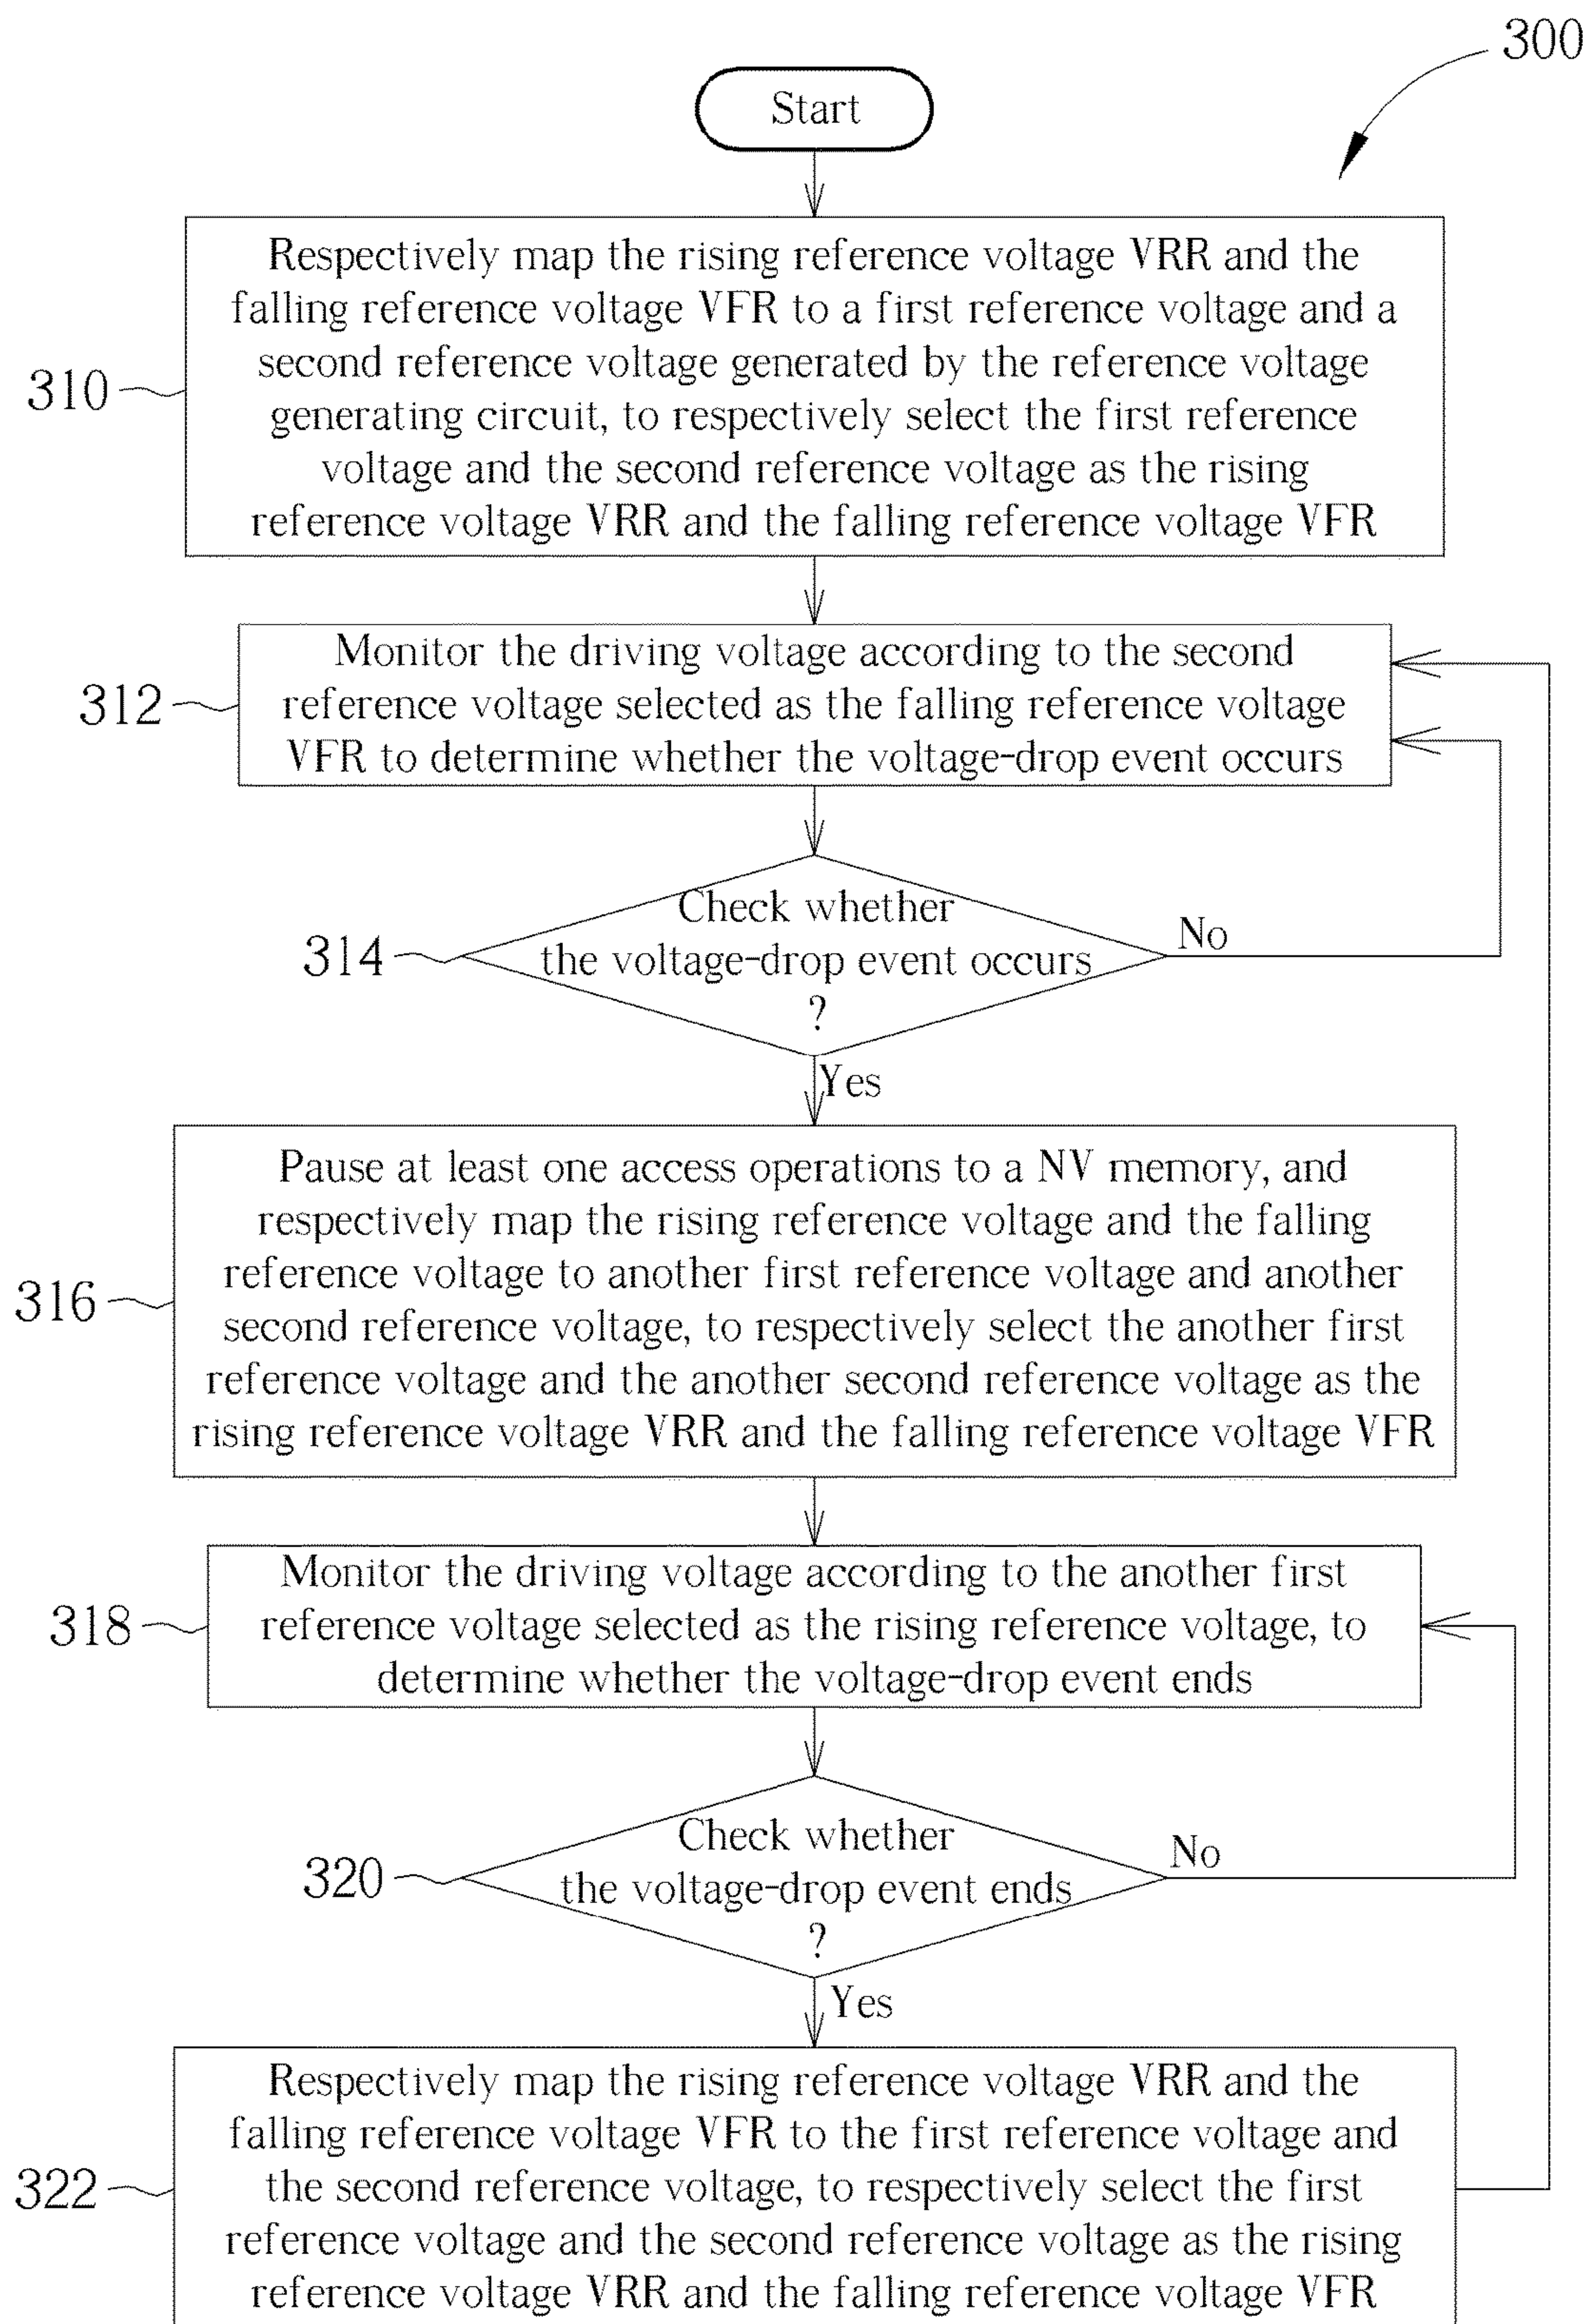 300
Start
310
Respectively map the rising reference voltage VRR and the
falling reference voltage VFR to a first reference voltage and a
second reference voltage generated by the reference voltage
generating circuit, to respectively select the first reference
voltage and the second reference voltage as the rising
reference voltage VRR and the falling reference voltage VFR
312
Monitor the driving voltage according to the second
reference voltage selected as the falling reference voltage
VFR to determine whether the voltage-drop event occurs
314
Check whether
the voltage-drop event occurs
?
No
Yes
316
Pause at least one access operations to a NV memory, and
respectively map the rising reference voltage and the falling
reference voltage to another first reference voltage and another
second reference voltage, to respectively select the another first
reference voltage and the another second reference voltage as the
rising reference voltage VRR and the falling reference voltage VFR
318
Monitor the driving voltage according to the another first
reference voltage selected as the rising reference voltage, to
determine whether the voltage-drop event ends
320
Check whether
the voltage-drop event ends
?
No
Yes
322
Respectively map the rising reference voltage VRR and the
falling reference voltage VFR to the first reference voltage and
the second reference voltage, to respectively select the first
reference voltage and the second reference voltage as the rising
reference voltage VRR and the falling reference voltage VFR